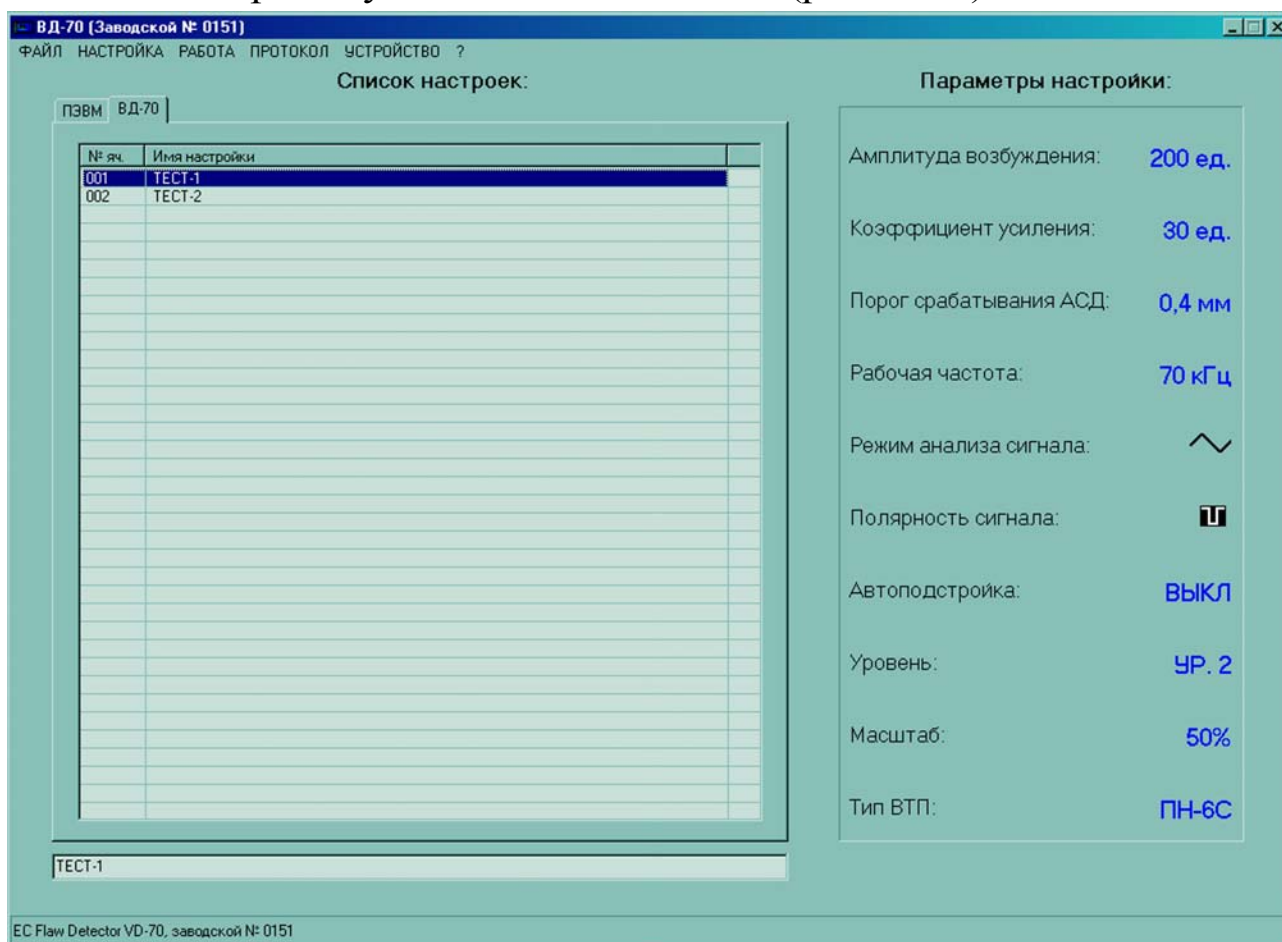 ВД-70 (Заводской № 0151)
ФАЙЛ НАСТРОЙКА РАБОТА ПРОТОКОЛ УСТРОЙСТВО ?
Список настроек:
ПЭВМ ВД-70
№ яч. Имя настройки
001 ТЕСТ-1
002 ТЕСТ-2
ТЕСТ-1
Параметры настройки:
Амплитуда возбуждения: 200 ед.
Коэффициент усиления: 30 ед.
Порог срабатывания АСД: 0,4 мм
Рабочая частота: 70 кГц
Режим анализа сигнала:
Полярность сигнала:
Автоподстройка: ВЫКЛ
Уровень: УР. 2
Масштаб: 50%
Тип ВТП: ПН-6С
EC Flaw Detector VD-70, заводской № 0151